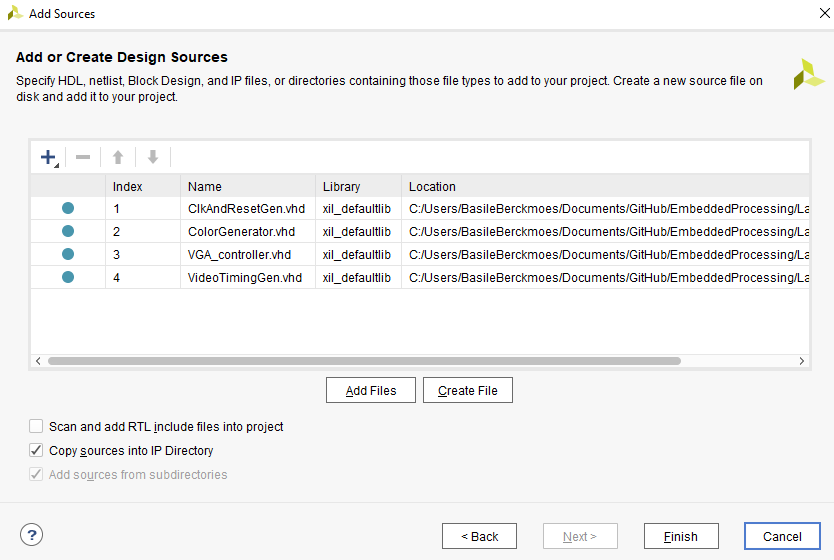 Add Sources
Add or Create Design Sources
Specify HDL, netlist, Block Design, and IP files, or directories containing those file types to add to your project. Create a new source file on
disk and add it to your project.
Index Name Library Location
1 ClkAndResetGen.vhd xil_defaultlib C:/Users/BasileBerckmoes/Documents/GitHub/EmbeddedProcessing/La
2 ColorGenerator.vhd xil_defaultlib C:/Users/BasileBerckmoes/Documents/GitHub/EmbeddedProcessing/La
3 VGA_controller.vhd xil_defaultlib C:/Users/BasileBerckmoes/Documents/GitHub/EmbeddedProcessing/La
4 VideoTimingGen.vhd xil_defaultlib C:/Users/BasileBerckmoes/Documents/GitHub/EmbeddedProcessing/La
Add Files Create File
Scan and add RTL include files into project
Copy sources into IP Directory
Add sources from subdirectories
? < Back Next > Finish Cancel